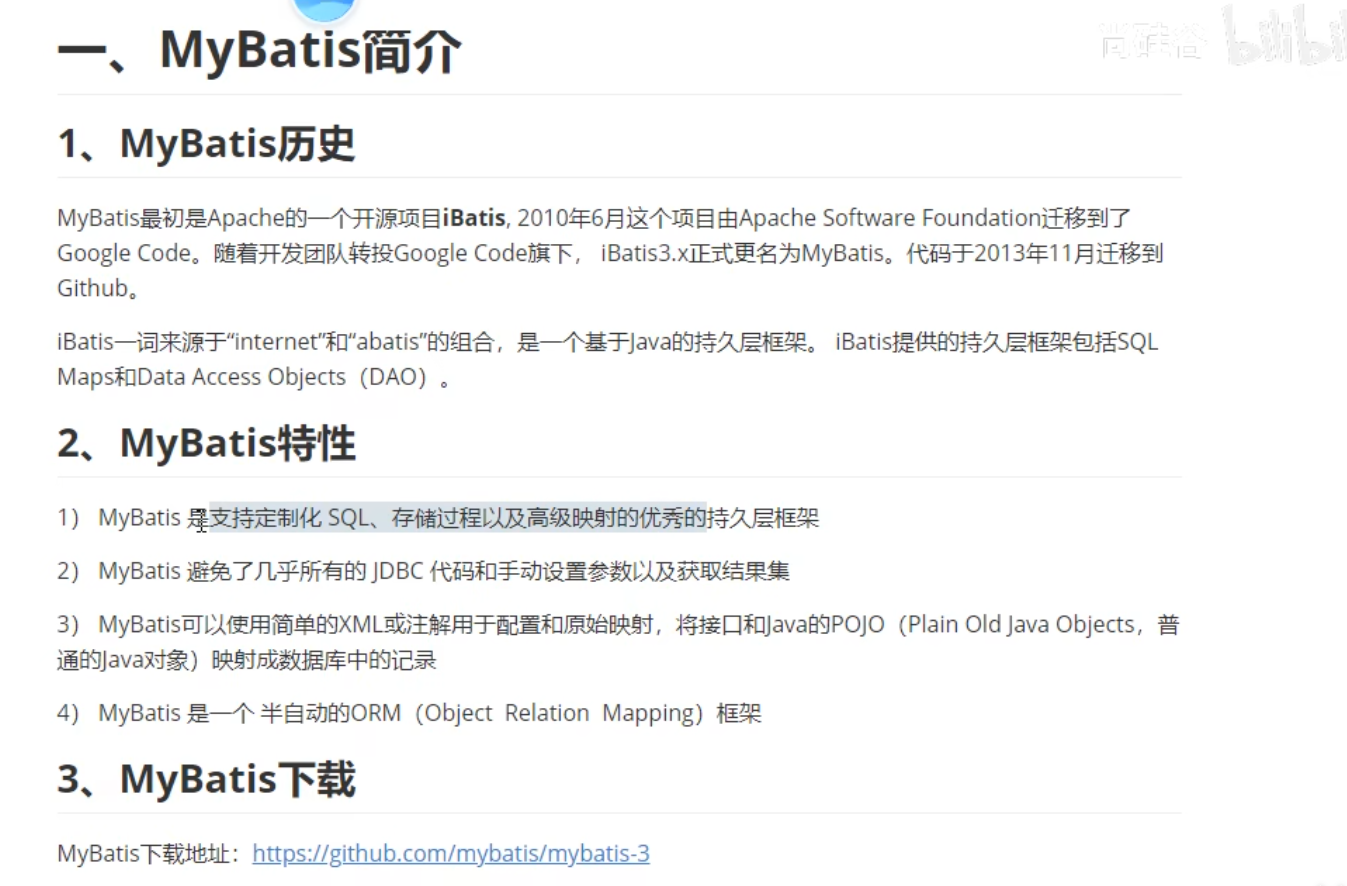 尚硅谷 bilibili
一、MyBatis简介
1、MyBatis历史
MyBatis最初是Apache的一个开源项目iBatis, 2010年6月这个项目由Apache Software Foundation迁移到了
Google Code。随着开发团队转投Google Code旗下， iBatis3.x正式更名为MyBatis。代码于2013年11月迁移到
Github。
iBatis一词来源于“internet”和“abatis”的组合，是一个基于Java的持久层框架。 iBatis提供的持久层框架包括SQL
Maps和Data Access Objects（DAO）。
2、MyBatis特性
1） MyBatis 是支持定制化 SQL、存储过程以及高级映射的优秀的持久层框架
2） MyBatis 避免了几乎所有的 JDBC 代码和手动设置参数以及获取结果集
3） MyBatis可以使用简单的XML或注解用于配置和原始映射，将接口和Java的POJO（Plain Old Java Objects，普
通的Java对象）映射成数据库中的记录
4） MyBatis 是一个 半自动的ORM（Object Relation Mapping）框架
3、MyBatis下载
MyBatis下载地址：https://github.com/mybatis/mybatis-3